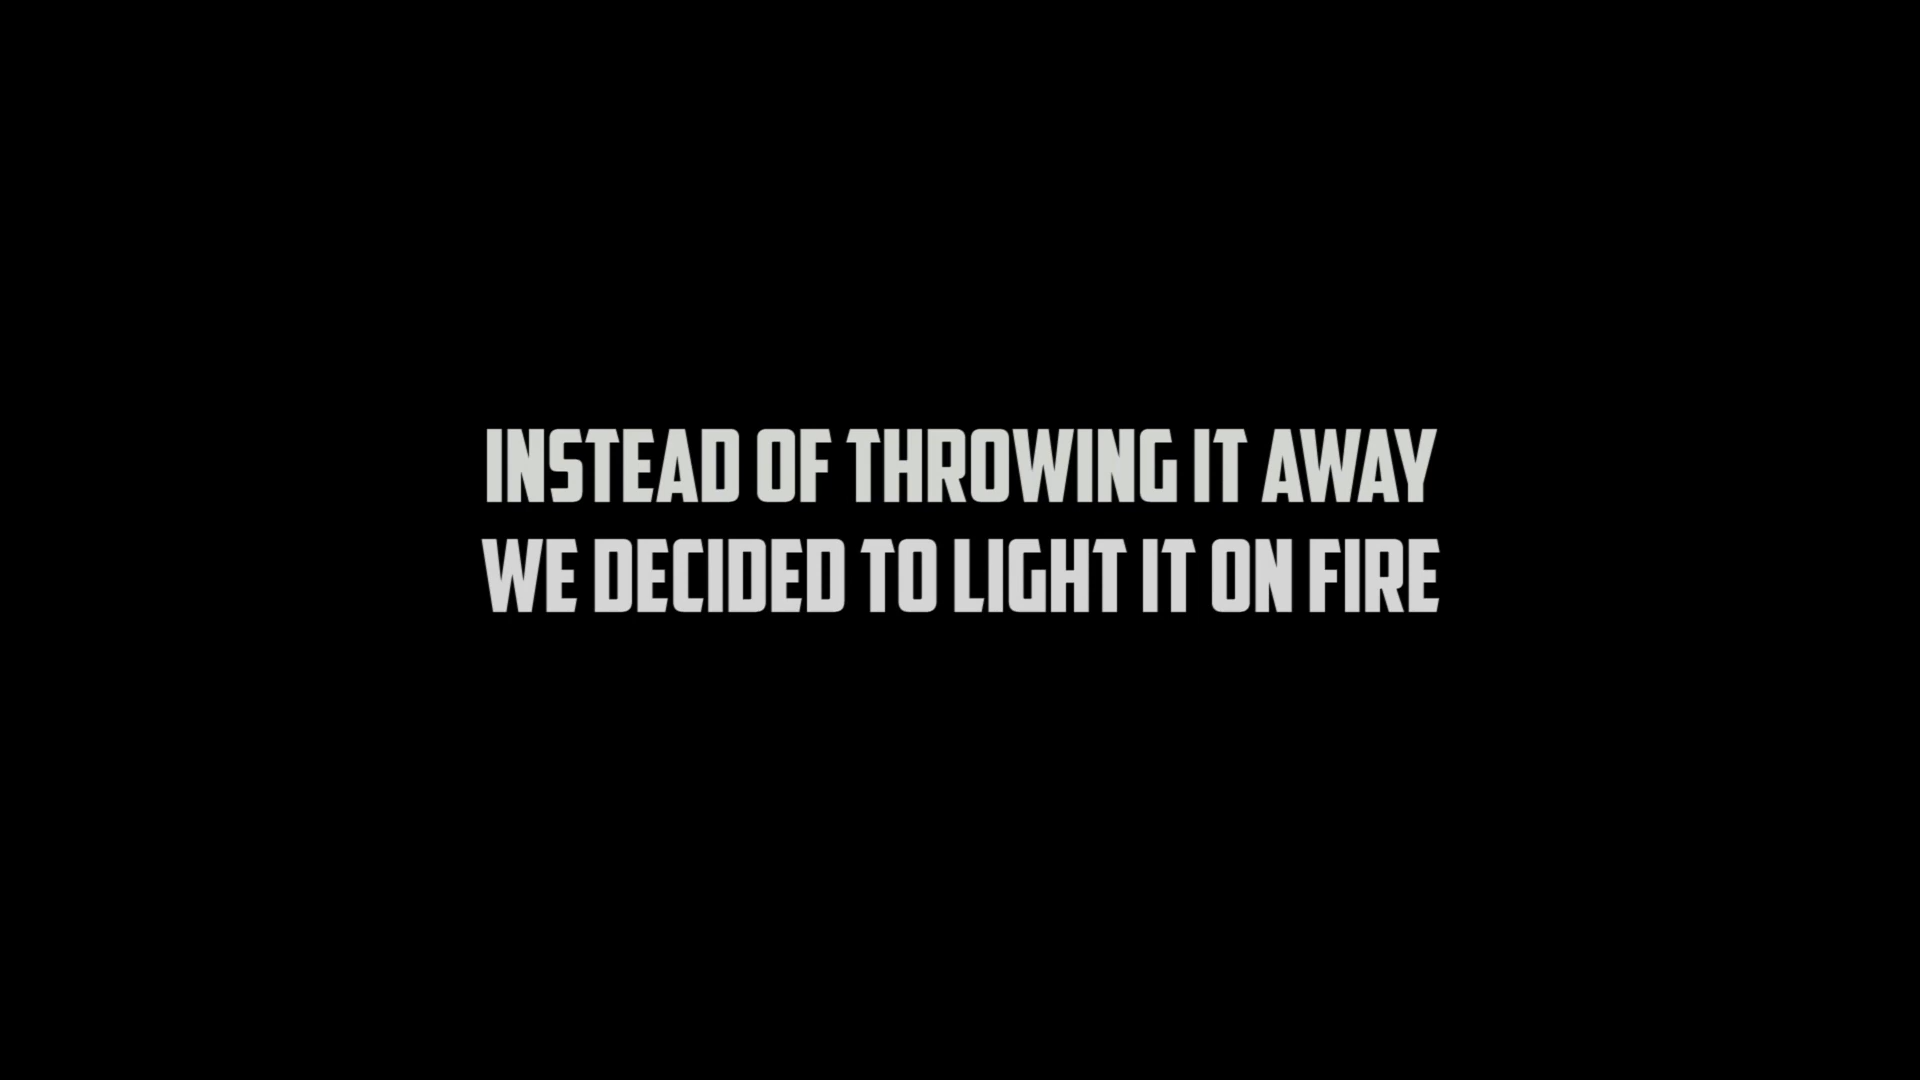 INSTEAD OF THROWING IT AWAY
WE DECIDED TO LIGHT IT ON FIRE